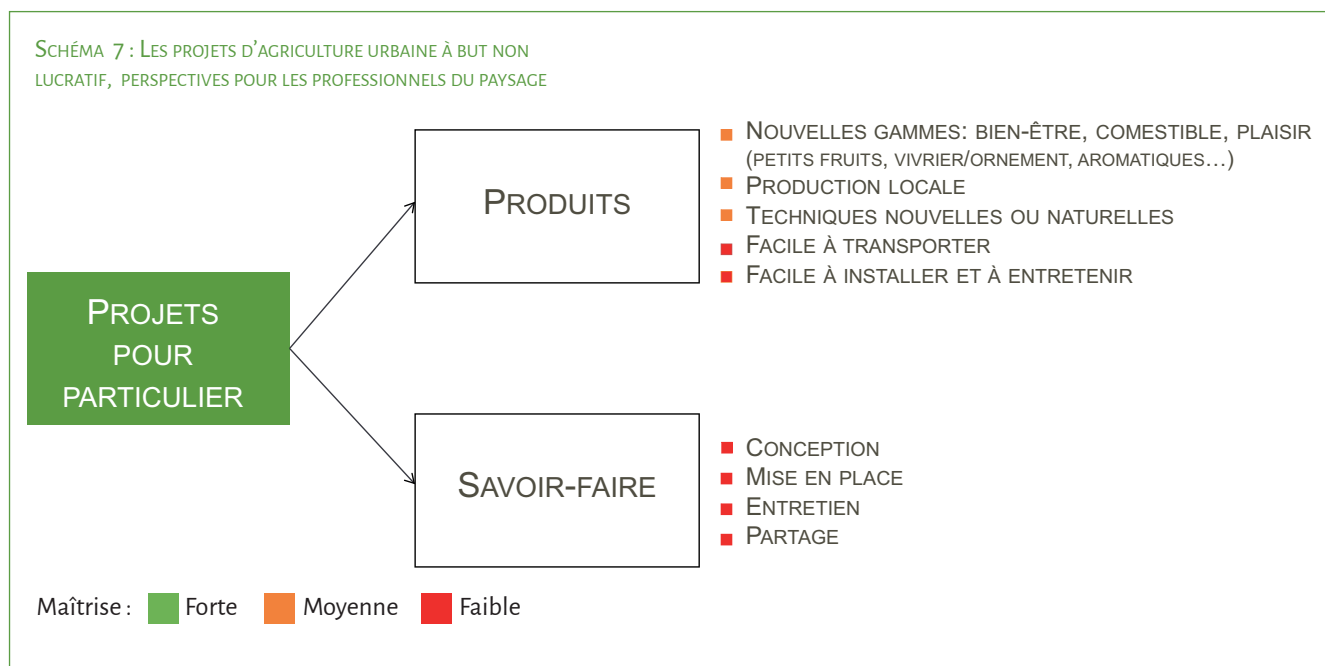 Schéma 7 : Les projets d'agriculture urbaine à but non
lucratif, perspectives pour les professionnels du paysage
Projets
pour
particulier
Produits
Nouvelles gammes: bien-être, comestible, plaisir
(petits fruits, vivrier/ornement, aromatiques…)
Production locale
Techniques nouvelles ou naturelles
Facile à transporter
Facile à installer et à entretenir
Savoir-faire
Conception
Mise en place
Entretien
Partage
Maîtrise : Forte Moyenne Faible